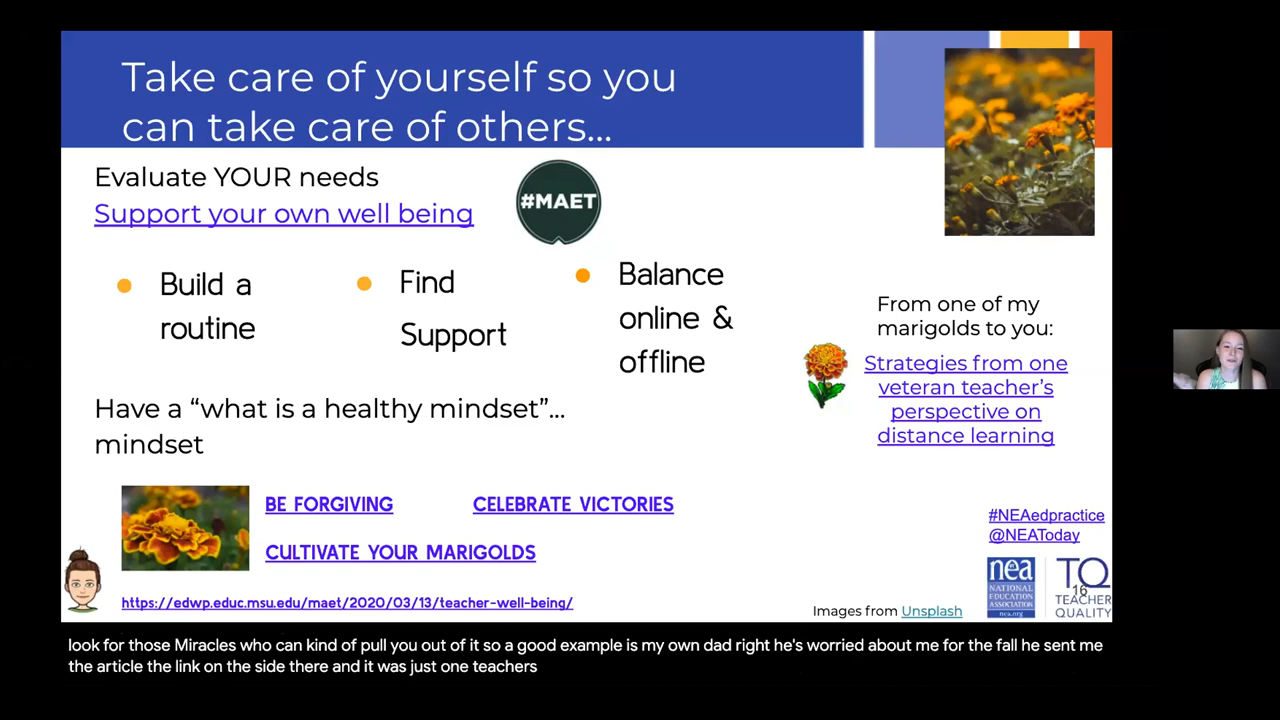 Take care of yourself so you
can take care of others...
Evaluate YOUR needs
Support your own well being
#MAET
Build a
routine
Find
Support
Balance
online &
offline
From one of my
marigolds to you:
Strategies from one
veteran teacher's
perspective on
distance learning
Have a “what is a healthy mindset”...
mindset
BE FORGIVING
CELEBRATE VICTORIES
CULTIVATE YOUR MARIGOLDS
https://edwp.educ.msu.edu/maet/2020/03/13/teacher-well-being/
#NEAedpractice
@NEAToday
nea
NATIONAL
EDUCATION
ASSOCIATION
nea.org
TQ
TEACHER
QUALITY
16
Images from Unsplash
look for those Miracles who can kind of pull you out of it so a good example is my own dad right he's worried about me for the fall he sent me
the article the link on the side there and it was just one teachers